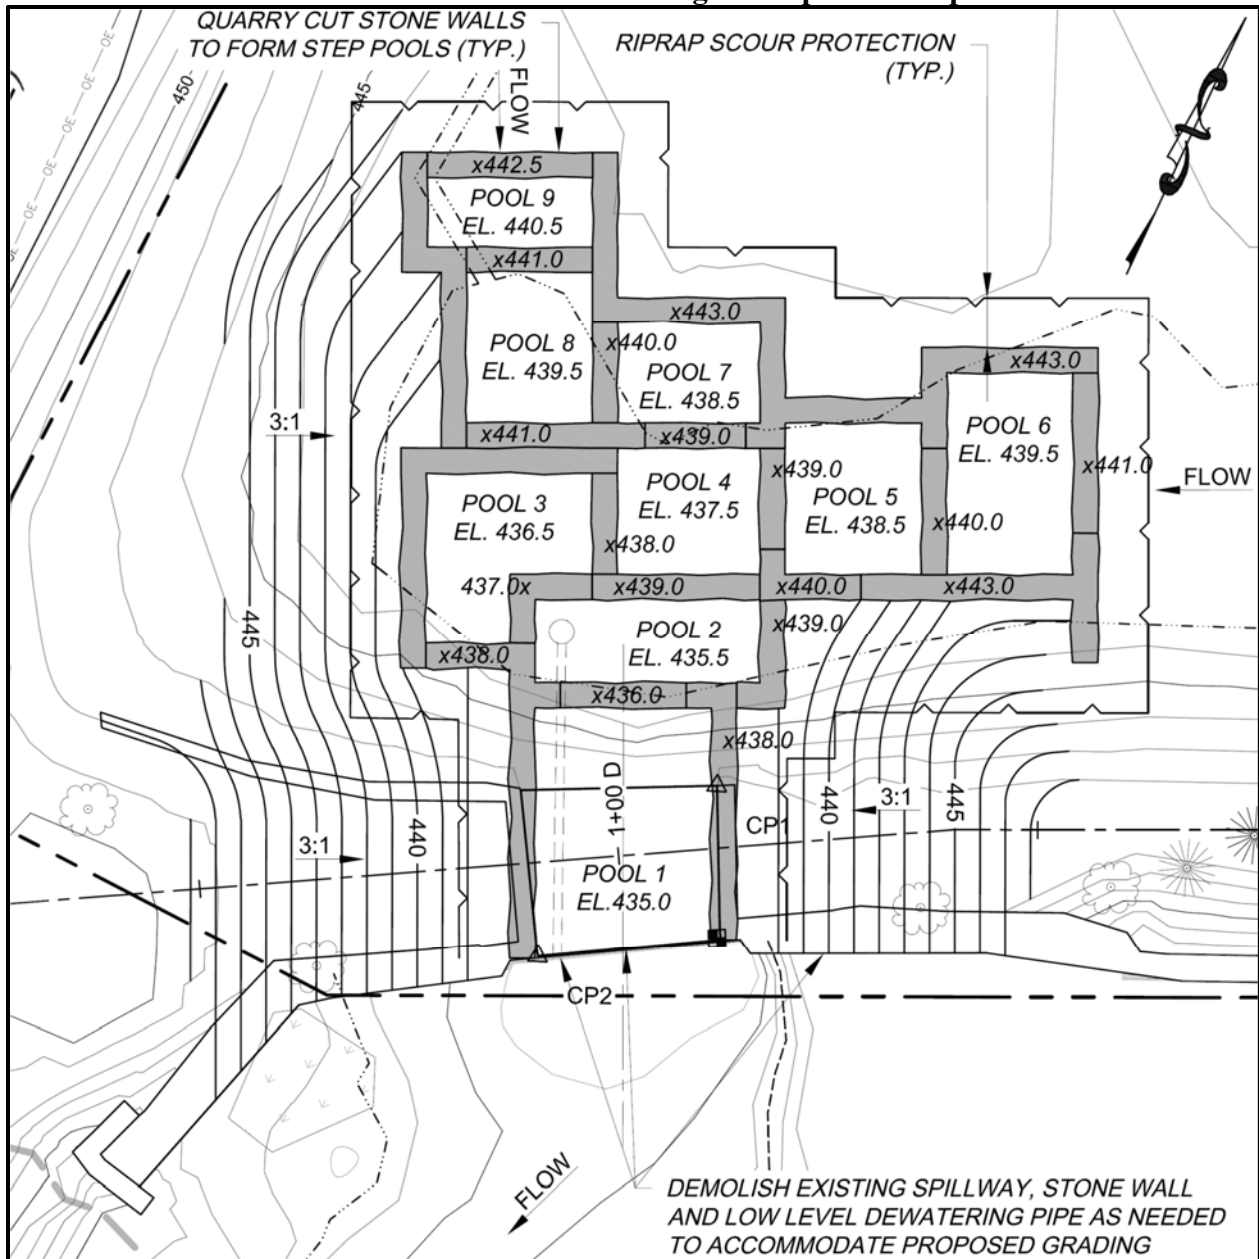 QUARRY CUT STONE WALLS
TO FORM STEP POOLS (TYP.)
RIPRAP SCOUR PROTECTION
(TYP.)
FLOW
450
445
OE
OE
OE
OE
OE
x442.5
POOL 9
EL. 440.5
x441.0
x443.0
POOL 8
EL. 439.5
x440.0
POOL 7
EL. 438.5
x443.0
3:1
x441.0
x439.0
POOL 6
EL. 439.5
x441.0
FLOW
POOL 3
EL. 436.5
POOL 4
EL. 437.5
x439.0
POOL 5
EL. 438.5
x440.0
x438.0
437.0x
x439.0
x440.0
x443.0
445
POOL 2
EL. 435.5
x439.0
x438.0
x436.0
x438.0
1+00 D
440
3:1
445
440
3:1
CP1
POOL 1
EL.435.0
CP2
FLOW
DEMOLISH EXISTING SPILLWAY, STONE WALL
AND LOW LEVEL DEWATERING PIPE AS NEEDED
TO ACCOMMODATE PROPOSED GRADING